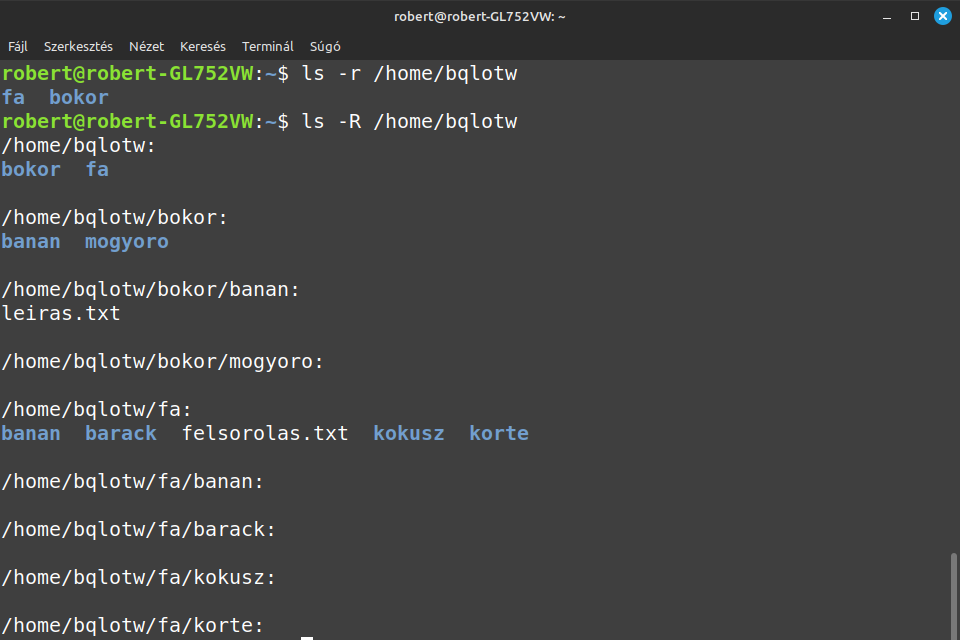 robert@robert-GL752VW: ~
Fájl Szerkesztés Nézet Keresés Terminál Súgó
robert@robert-GL752VW:~$ ls -r /home/bqlotw
fa  bokor
robert@robert-GL752VW:~$ ls -R /home/bqlotw
/home/bqlotw:
bokor  fa
/home/bqlotw/bokor:
banan  mogyoro
/home/bqlotw/bokor/banan:
leiras.txt
/home/bqlotw/bokor/mogyoro:
/home/bqlotw/fa:
banan  barack  felsorolas.txt  kokusz  korte
/home/bqlotw/fa/banan:
/home/bqlotw/fa/barack:
/home/bqlotw/fa/kokusz:
/home/bqlotw/fa/korte: